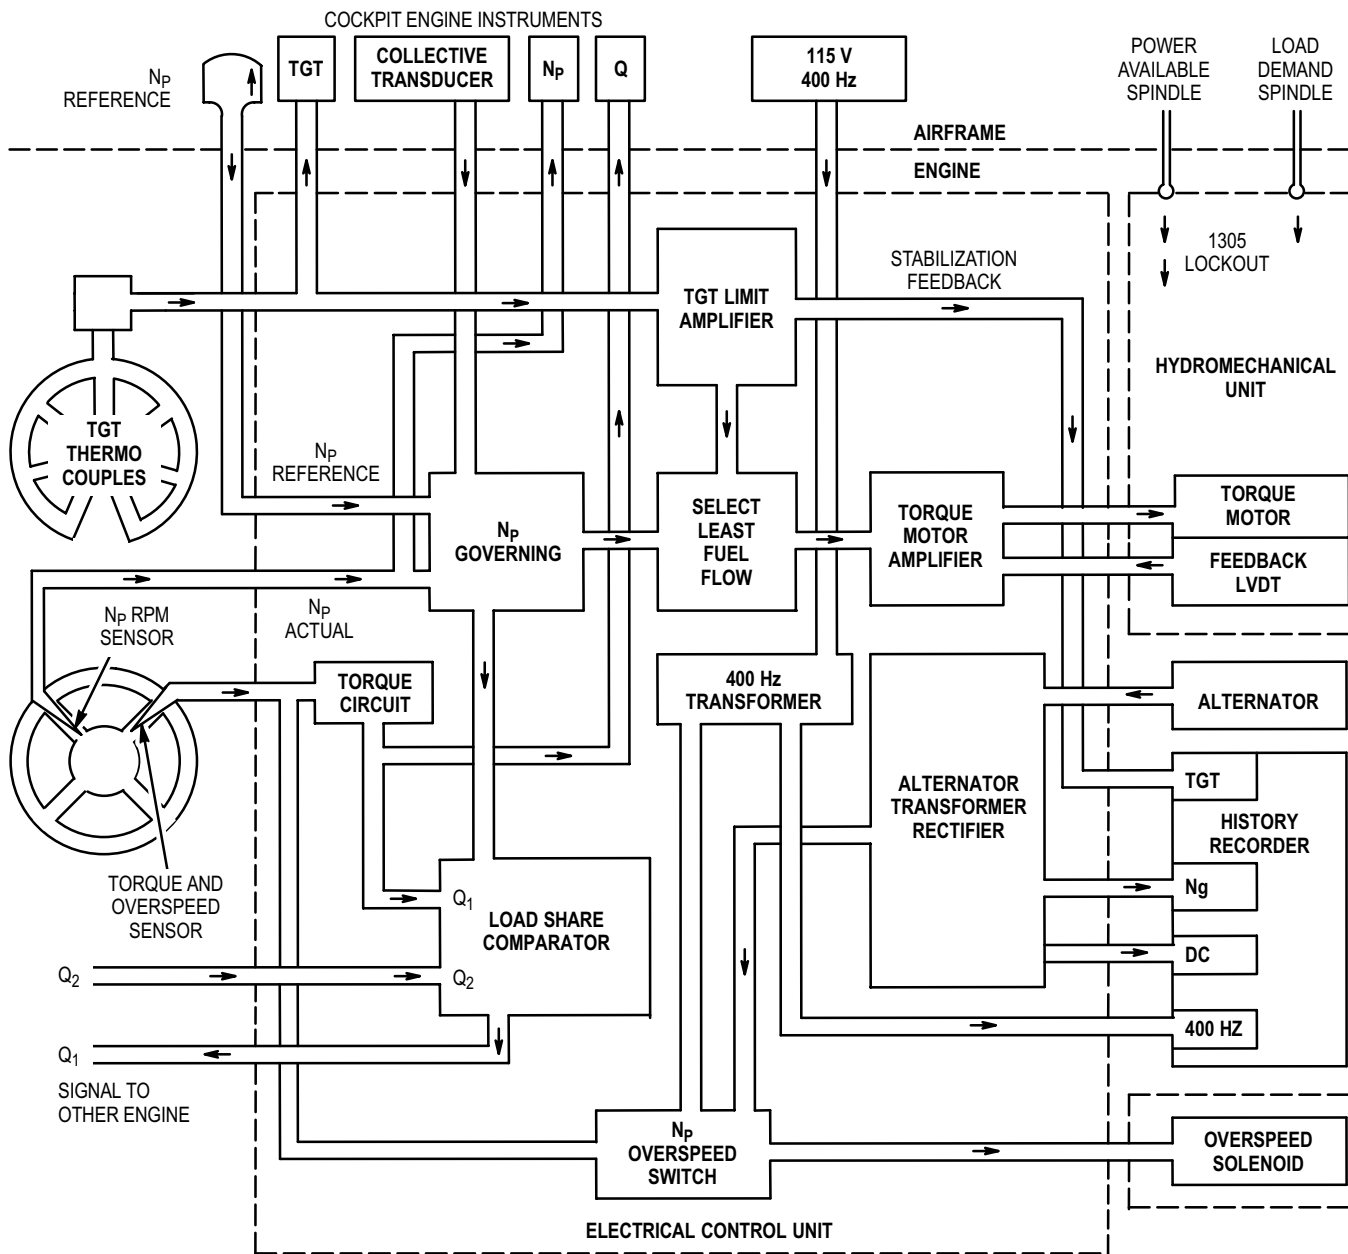 COCKPIT ENGINE INSTRUMENTS
NP
REFERENCE
TGT
COLLECTIVE
TRANSDUCER
NP
Q
115 V
400 Hz
POWER
AVAILABLE
SPINDLE
LOAD
DEMAND
SPINDLE
AIRFRAME
ENGINE
1305
LOCKOUT
STABILIZATION
FEEDBACK
TGT LIMIT
AMPLIFIER
HYDROMECHANICAL
UNIT
TGT
THERMO
COUPLES
NP
REFERENCE
NP
GOVERNING
SELECT
LEAST
FUEL
FLOW
TORQUE
MOTOR
AMPLIFIER
TORQUE
MOTOR
FEEDBACK
LVDT
NP RPM
SENSOR
NP
ACTUAL
TORQUE
CIRCUIT
400 Hz
TRANSFORMER
ALTERNATOR
TGT
ALTERNATOR
TRANSFORMER
RECTIFIER
HISTORY
RECORDER
TORQUE AND
OVERSPEED
SENSOR
Q1
LOAD SHARE
COMPARATOR
Ng
DC
Q2
Q2
400 HZ
Q1
SIGNAL TO
OTHER ENGINE
NP
OVERSPEED
SWITCH
OVERSPEED
SOLENOID
ELECTRICAL CONTROL UNIT